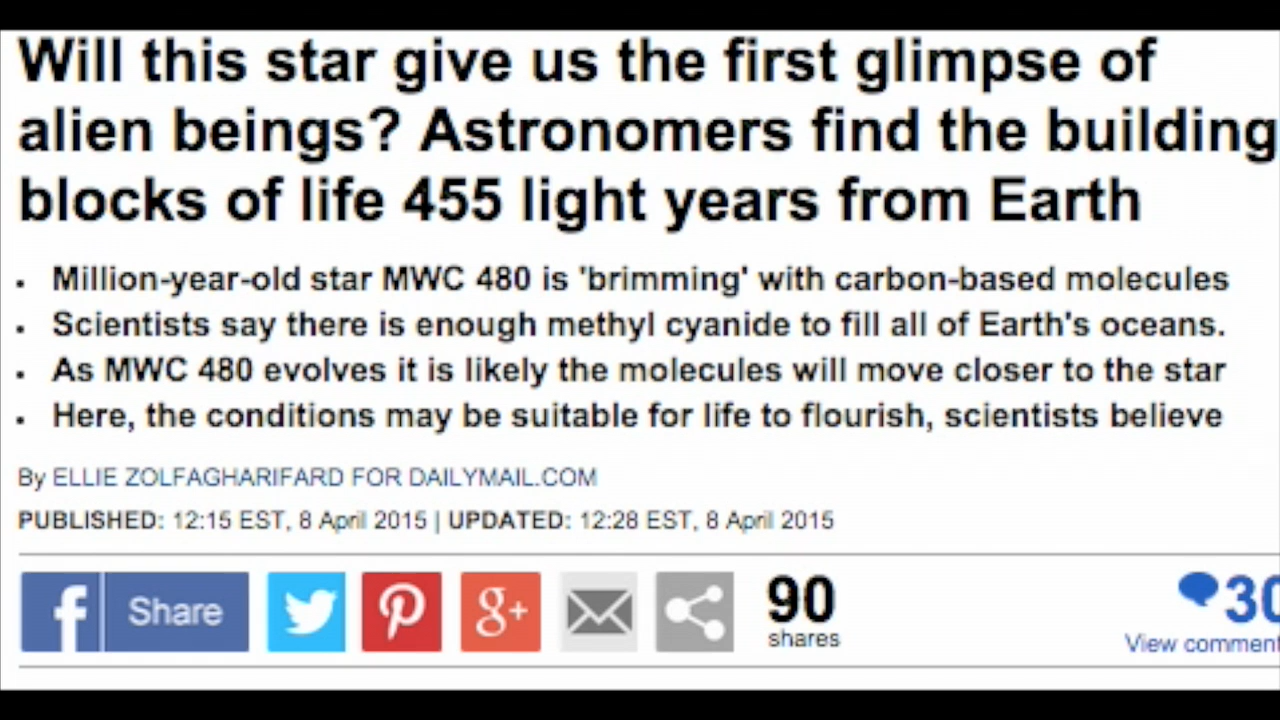 Will this star give us the first glimpse of
alien beings? Astronomers find the building
blocks of life 455 light years from Earth
• Million-year-old star MWC 480 is 'brimming' with carbon-based molecules
• Scientists say there is enough methyl cyanide to fill all of Earth's oceans.
• As MWC 480 evolves it is likely the molecules will move closer to the star
• Here, the conditions may be suitable for life to flourish, scientists believe
By ELLIE ZOLFAGHARIFARD FOR DAILYMAIL.COM
PUBLISHED: 12:15 EST, 8 April 2015 | UPDATED: 12:28 EST, 8 April 2015
f Share g+ 90 30
shares View comment